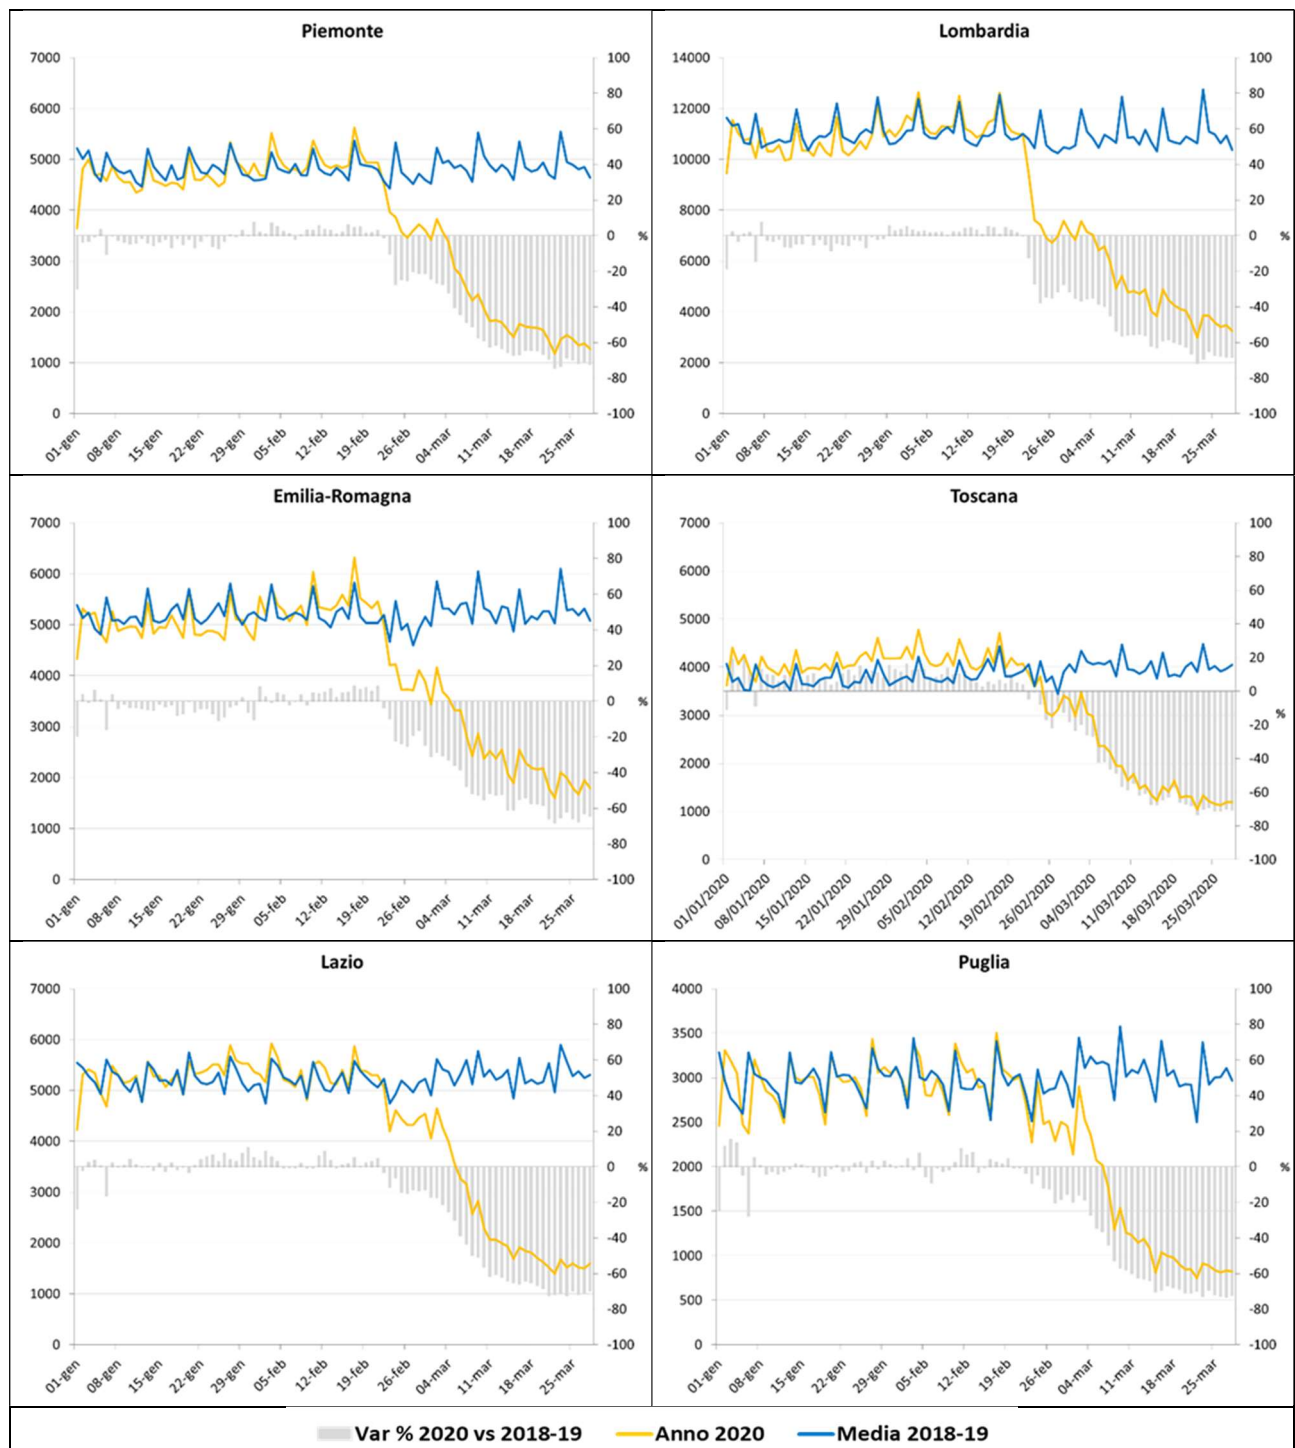 Piemonte
7000
6000
5000
4000
3000
2000
1000
0
100
80
60
40
20
0
-20
-40
-60
-80
-100
%
01-gen
08-gen
15-gen
22-gen
29-gen
05-feb
12-feb
19-feb
26-feb
04-mar
11-mar
18-mar
25-mar
Lombardia
14000
12000
10000
8000
6000
4000
2000
0
100
80
60
40
20
0
-20
-40
-60
-80
-100
%
01-gen
08-gen
15-gen
22-gen
29-gen
05-feb
12-feb
19-feb
26-feb
04-mar
11-mar
18-mar
25-mar
Emilia-Romagna
7000
6000
5000
4000
3000
2000
1000
0
100
80
60
40
20
0
-20
-40
-60
-80
-100
%
01-gen
08-gen
15-gen
22-gen
29-gen
05-feb
12-feb
19-feb
26-feb
04-mar
11-mar
18-mar
25-mar
Toscana
7000
6000
5000
4000
3000
2000
1000
0
100
80
60
40
20
0
-20
-40
-60
-80
-100
%
01/01/2020
08/01/2020
15/01/2020
22/01/2020
29/01/2020
05/02/2020
12/02/2020
19/02/2020
26/02/2020
04/03/2020
11/03/2020
18/03/2020
25/03/2020
Lazio
7000
6000
5000
4000
3000
2000
1000
0
100
80
60
40
20
0
-20
-40
-60
-80
-100
%
01-gen
08-gen
15-gen
22-gen
29-gen
05-feb
12-feb
19-feb
26-feb
04-mar
11-mar
18-mar
25-mar
Puglia
4000
3500
3000
2500
2000
1500
1000
500
0
100
80
60
40
20
0
-20
-40
-60
-80
-100
%
01-gen
08-gen
15-gen
22-gen
29-gen
05-feb
12-feb
19-feb
26-feb
04-mar
11-mar
18-mar
25-mar
Var % 2020 vs 2018-19 Anno 2020 Media 2018-19